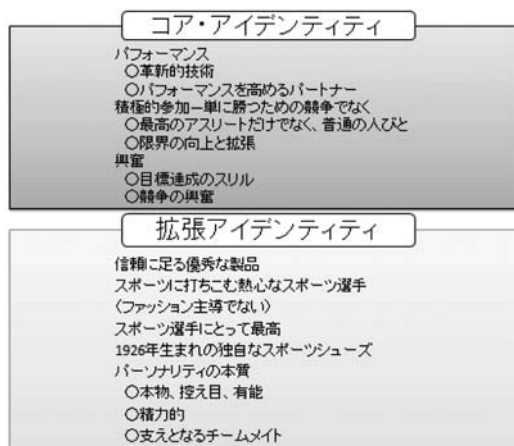 コア・アイデンティティ
パフォーマンス
○革新的技術
○パフォーマンスを高めるパートナー
積極的参加―単に勝つための競争でなく
○最高のアスリートだけでなく、普通の人びと
○限界の向上と拡張
興奮
○目標達成のスリル
○競争の興奮
拡張アイデンティティ
信頼に足る優秀な製品
スポーツに打ちこむ熱心なスポーツ選手
(ファッション主導でない)
スポーツ選手にとって最高
1926年生まれの独自なスポーツシューズ
パーソナリティの本質
○本物、控え目、有能
○積力的
○支えとなるチームメイト